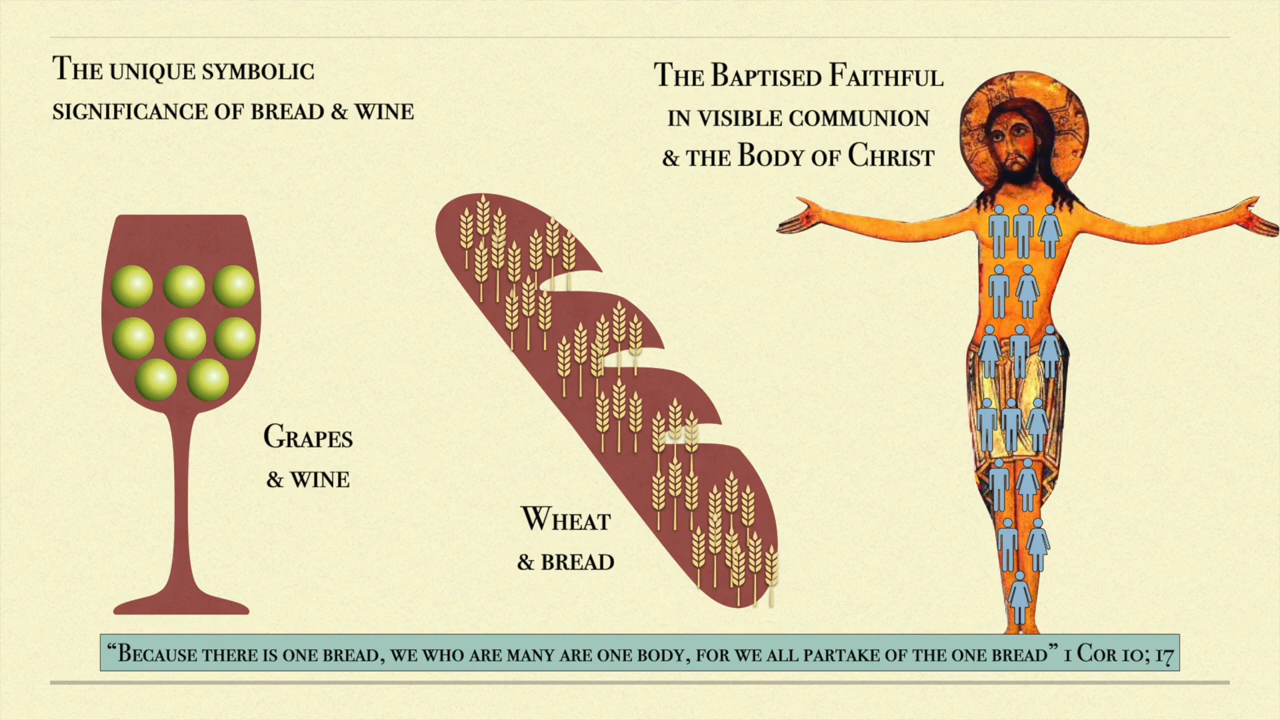 The unique symbolic
significance of bread & wine
The Baptised Faithful
in visible communion
& the Body of Christ
Grapes
& wine
Wheat
& bread
“Because there is one bread, we who are many are one body, for we all partake of the one bread” 1 Cor 10; 17